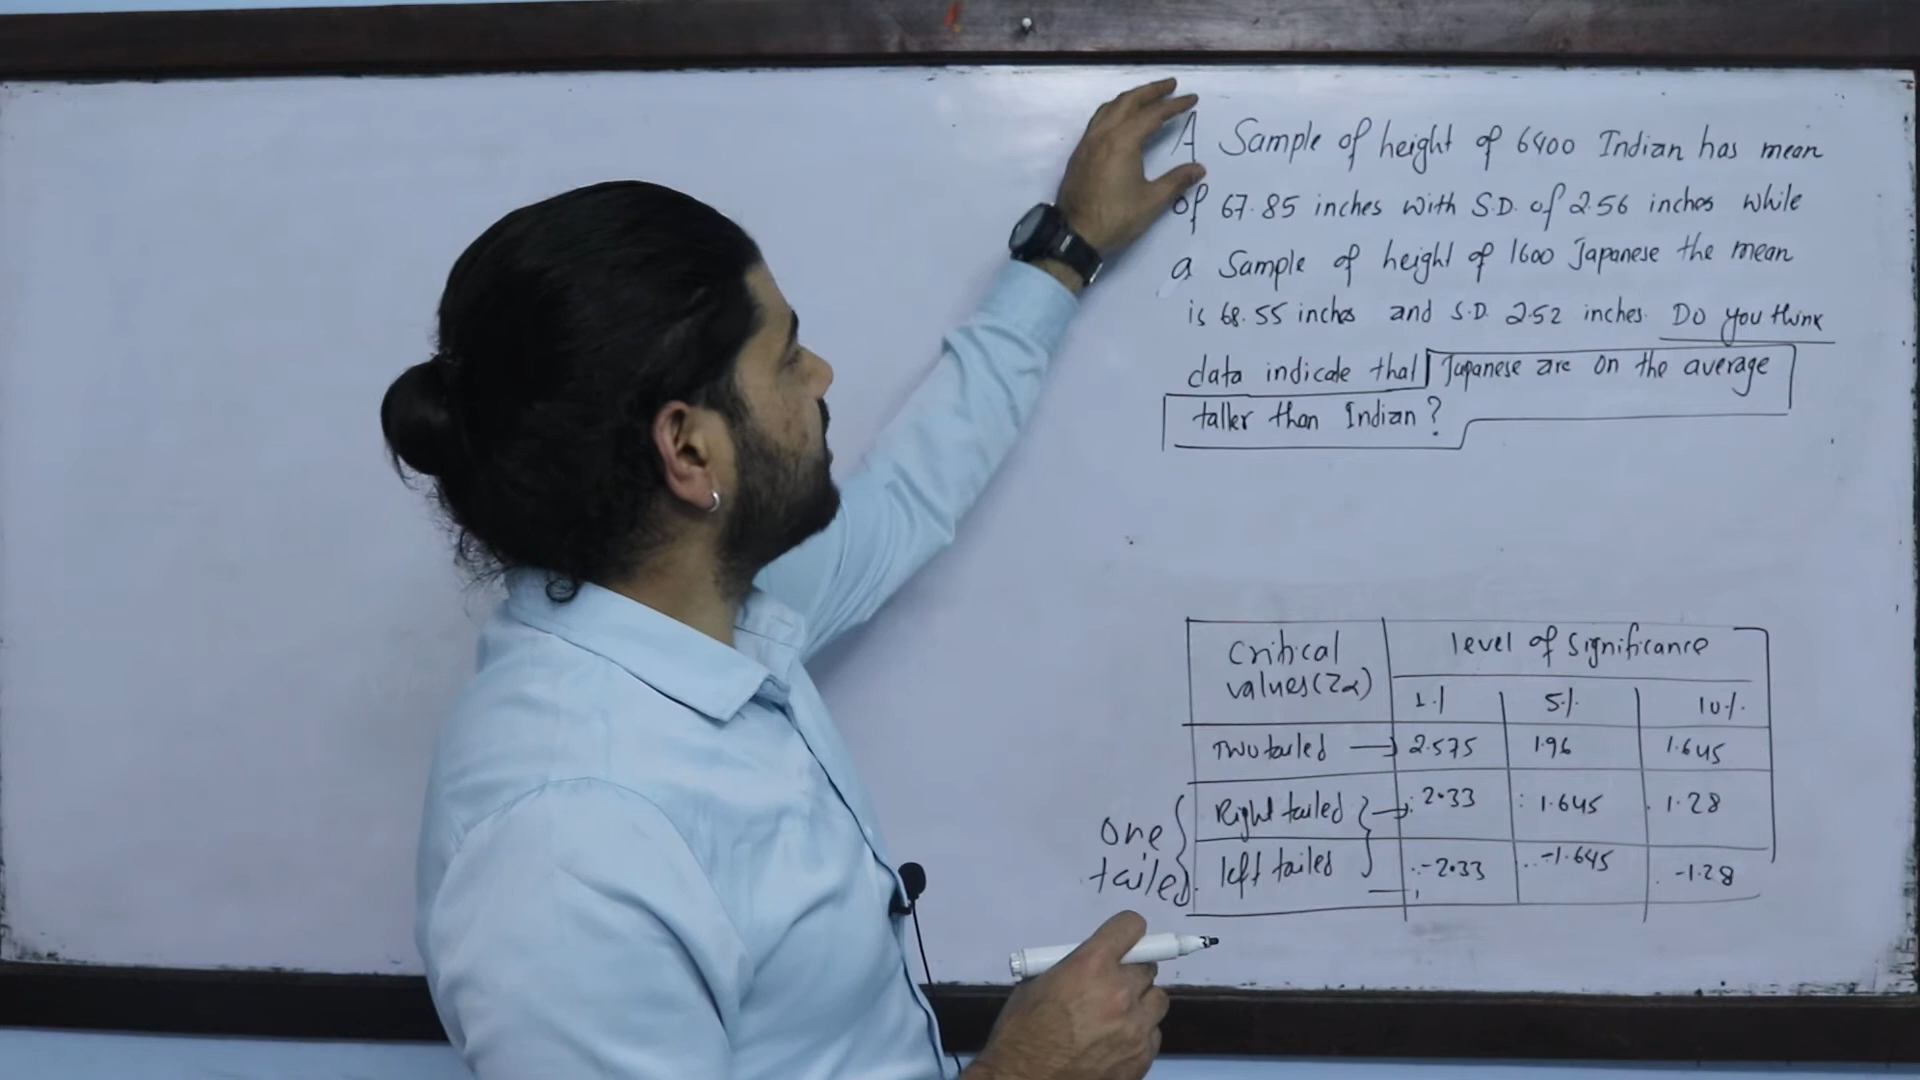 A Sample of height of 6400 Indian has mean
of 67.85 inches with S.D. of 2.56 inches while
a Sample of height of 1600 Japanese the mean
is 68.55 inches and S.D. 2.52 inches. Do you think
data indicate that Japanese are on the average
taller than Indian?
Critical values(Zα) level of significance
1% 5% 10%
Two tailed → 2.575 1.96 1.645
one tailed
Right tailed → 2.33 1.645 1.28
left tailed -2.33 -1.645 -1.28